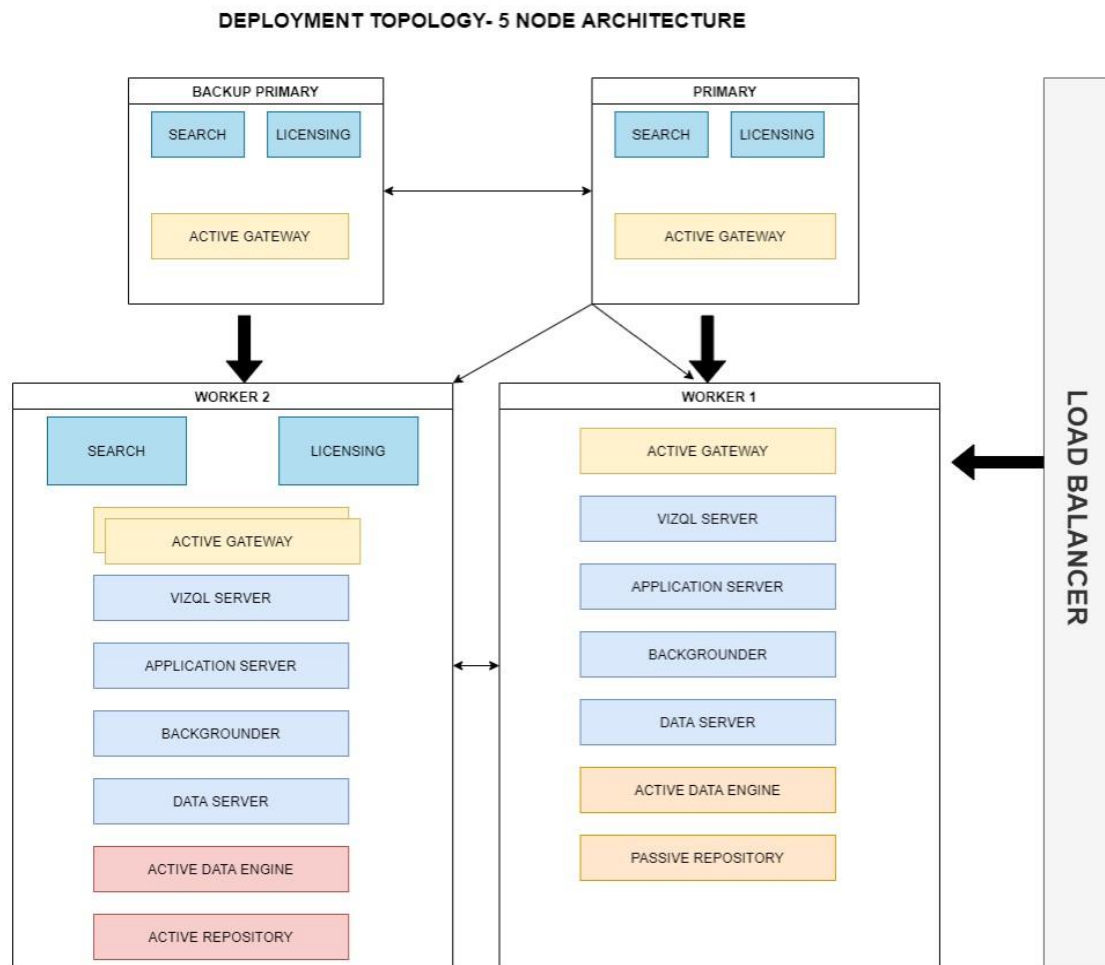 DEPLOYMENT TOPOLOGY- 5 NODE ARCHITECTURE
BACKUP PRIMARY
SEARCH
LICENSING
ACTIVE GATEWAY
PRIMARY
SEARCH
LICENSING
ACTIVE GATEWAY
WORKER 2
SEARCH
LICENSING
ACTIVE GATEWAY
VIZQL SERVER
APPLICATION SERVER
BACKGROUNDER
DATA SERVER
ACTIVE DATA ENGINE
ACTIVE REPOSITORY
WORKER 1
ACTIVE GATEWAY
VIZQL SERVER
APPLICATION SERVER
BACKGROUNDER
DATA SERVER
ACTIVE DATA ENGINE
PASSIVE REPOSITORY
LOAD BALANCER